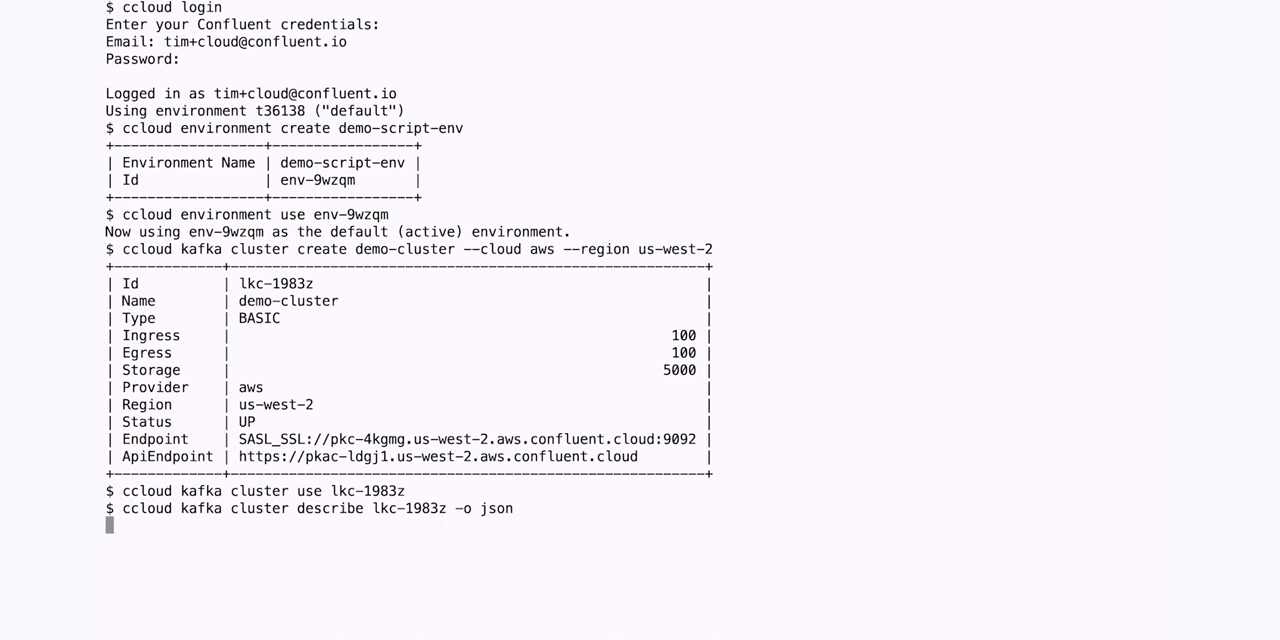 $ ccloud login
Enter your Confluent credentials:
Email: tim+cloud@confluent.io
Password:
Logged in as tim+cloud@confluent.io
Using environment t36138 ("default")
$ ccloud environment create demo-script-env
+------------------+-----------------+
| Environment Name | demo-script-env |
| Id               | env-9wzqm       |
+------------------+-----------------+
$ ccloud environment use env-9wzqm
Now using env-9wzqm as the default (active) environment.
$ ccloud kafka cluster create demo-cluster --cloud aws --region us-west-2
+-------------+---------------------------------------------------------+
| Id          | lkc-1983z                                               |
| Name        | demo-cluster                                            |
| Type        | BASIC                                                   |
| Ingress     |                                                     100 |
| Egress      |                                                     100 |
| Storage     |                                                    5000 |
| Provider    | aws                                                     |
| Region      | us-west-2                                               |
| Status      | UP                                                      |
| Endpoint    | SASL_SSL://pkc-4kgmg.us-west-2.aws.confluent.cloud:9092 |
| ApiEndpoint | https://pkac-ldgj1.us-west-2.aws.confluent.cloud        |
+-------------+---------------------------------------------------------+
$ ccloud kafka cluster use lkc-1983z
$ ccloud kafka cluster describe lkc-1983z -o json